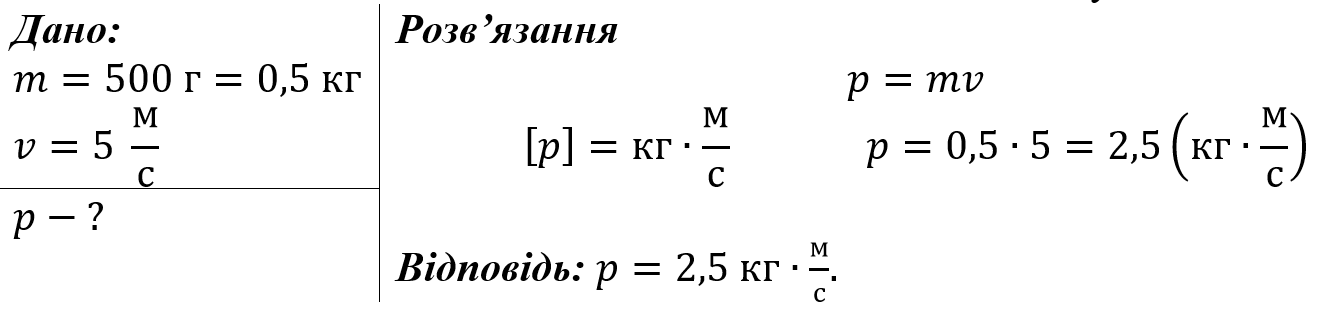 Дано:
m = 500 г = 0,5 кг
v = 5 м/с
p − ?
Розв’язання
p = mv
[p] = кг · м/с p = 0,5 · 5 = 2,5 (кг · м/с)
Відповідь: p = 2,5 кг · м/с.